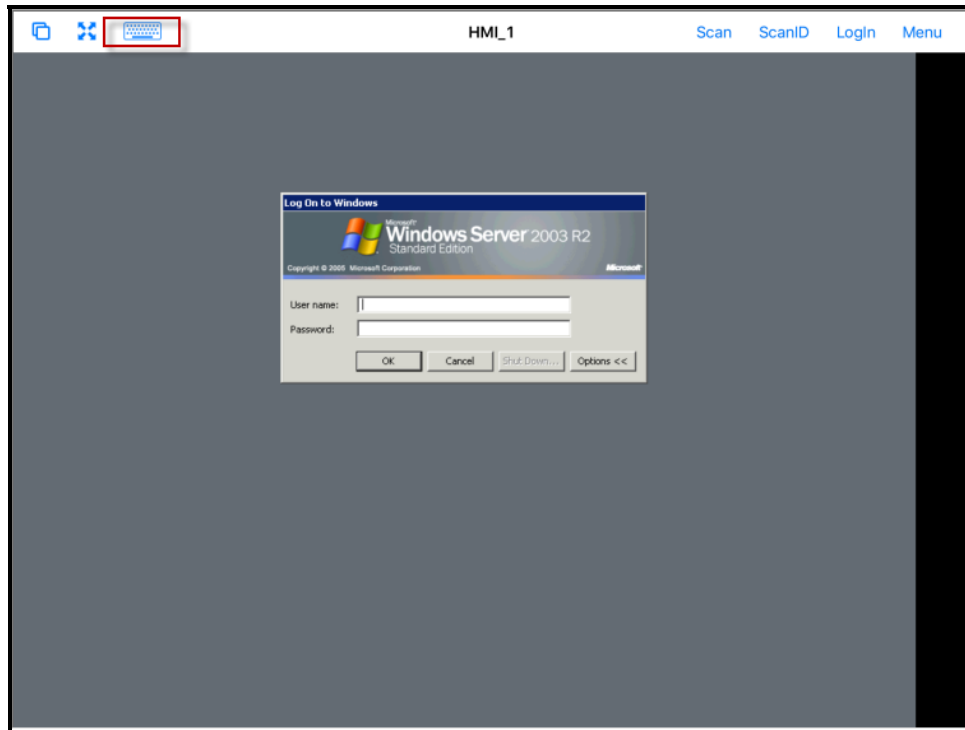 HMI_1 Scan ScanID LogIn Menu
Log On to Windows
Microsoft
Windows Server 2003 R2
Standard Edition
Copyright © 2005 Microsoft Corporation Microsoft
User name:
Password:
OK Cancel Shut Down... Options <<